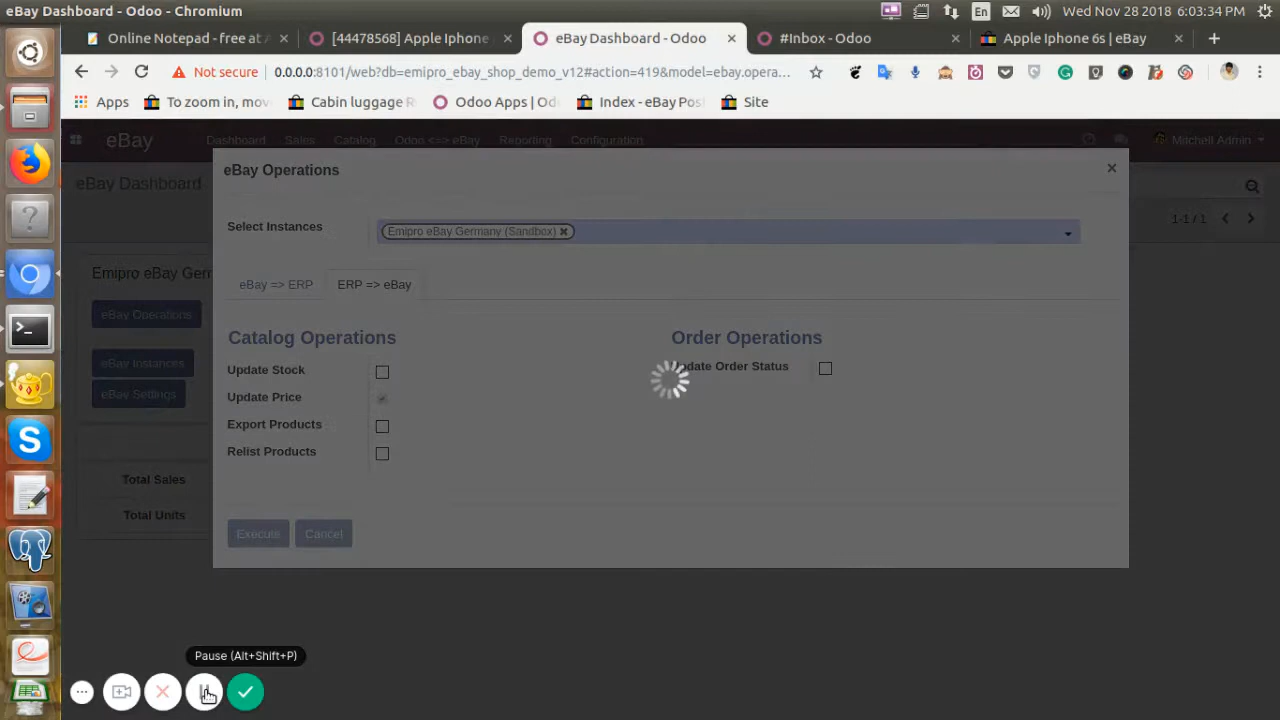 eBay Dashboard - Odoo - Chromium
En
Wed Nov 28 2018 6:03:34 PM
Online Notepad - free at
[44478568] Apple Iphone
eBay Dashboard - Odoo
#Inbox - Odoo
Apple Iphone 6s | eBay
Not secure
0.0.0.0:8101/web?db=emipro_ebay_shop_demo_v12#action=419&model=ebay.opera...
Apps
To zoom in, mov
Cabin luggage
Odoo Apps | Od
Index - eBay Pos
Site
eBay
Dashboard
Sales
Catalog
Odoo <=> eBay
Reporting
Configuration
Mitchell Admin
eBay Dashboard
1-1 / 1
eBay Operations
Select Instances
Emipro eBay Germany (Sandbox)
Emipro eBay Ger
eBay => ERP
ERP => eBay
eBay Operations
Catalog Operations
Order Operations
eBay Instances
Update Stock
Update Order Status
eBay Settings
Update Price
Export Products
Relist Products
Total Sales
Total Units
Execute
Cancel
Pause (Alt+Shift+P)